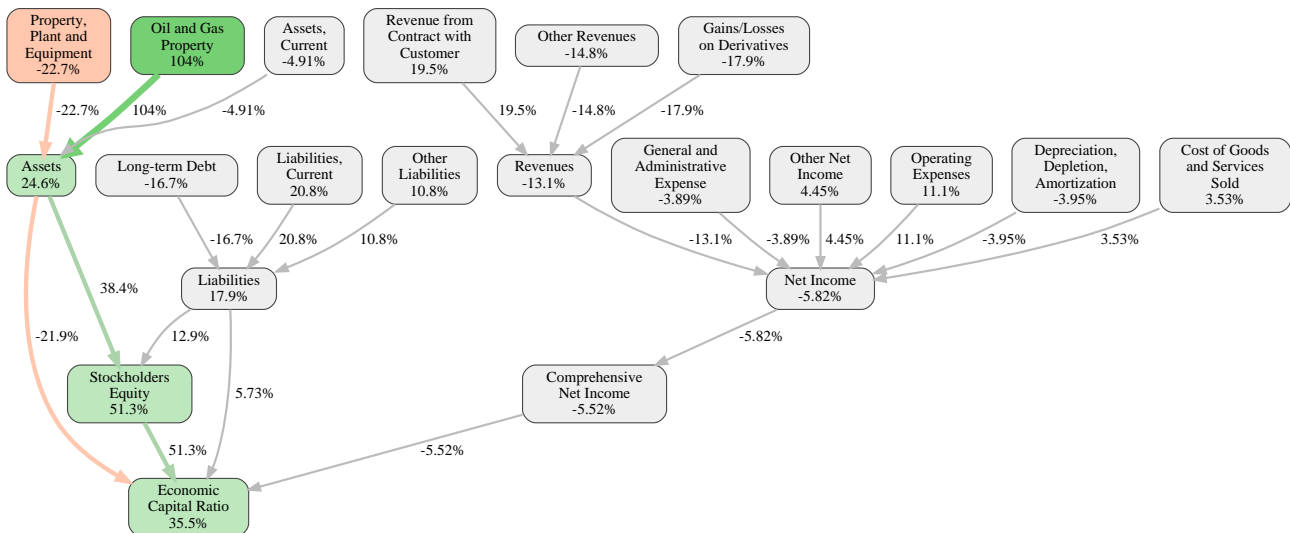 Property,
Plant and
Equipment
-22.7%
Oil and Gas
Property
104%
Assets,
Current
-4.91%
Revenue from
Contract with
Customer
19.5%
Other Revenues
-14.8%
Gains/Losses
on Derivatives
-17.9%
-22.7%
104%
-4.91%
19.5%
-14.8%
-17.9%
Assets
24.6%
Long-term Debt
-16.7%
Liabilities,
Current
20.8%
Other
Liabilities
10.8%
Revenues
-13.1%
General and
Administrative
Expense
-3.89%
Other Net
Income
4.45%
Operating
Expenses
11.1%
Depreciation,
Depletion,
Amortization
-3.95%
Cost of Goods
and Services
Sold
3.53%
-16.7%
20.8%
10.8%
-13.1%
-3.89%
4.45%
11.1%
-3.95%
3.53%
Liabilities
17.9%
Net Income
-5.82%
38.4%
-21.9%
12.9%
-5.82%
Stockholders
Equity
51.3%
5.73%
Comprehensive
Net Income
-5.52%
51.3%
-5.52%
Economic
Capital Ratio
35.5%